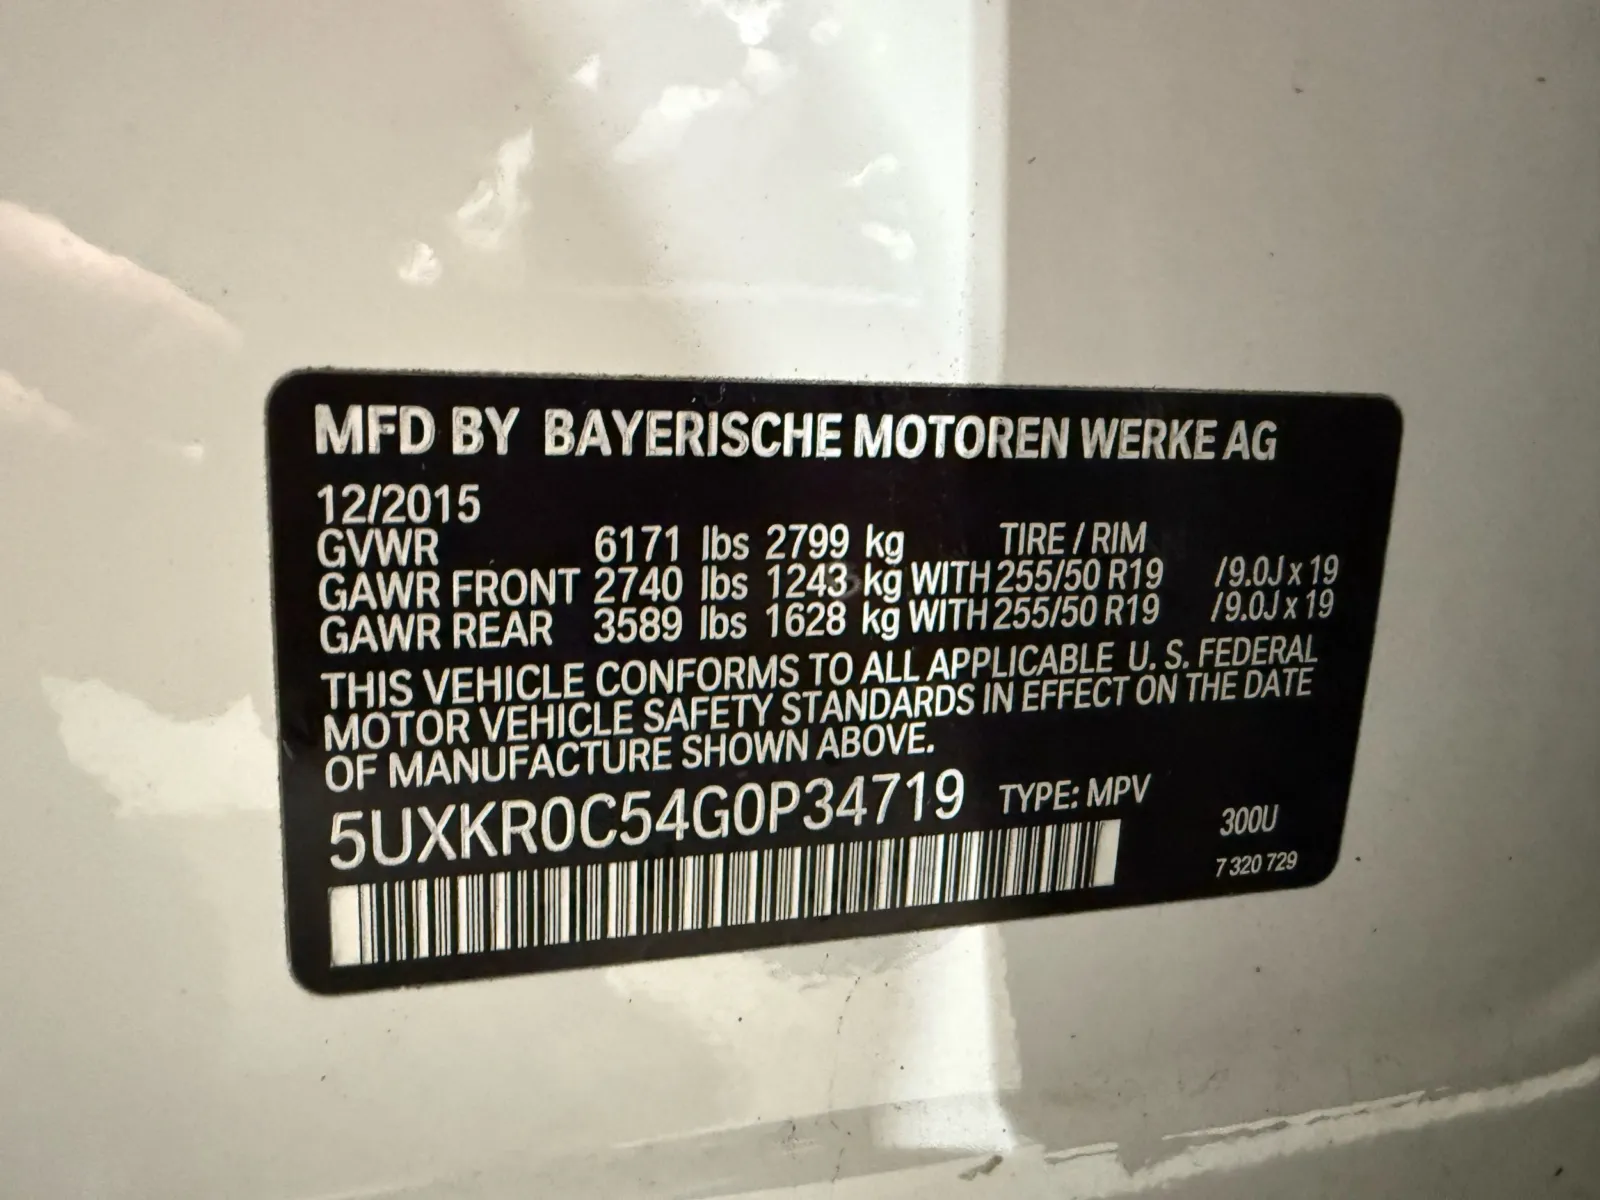 MFD BY BAYERISCHE MOTOREN WERKE AG
12/2015
GVWR 6171 lbs 2799 kg TIRE / RIM
GAWR FRONT 2740 lbs 1243 kg WITH 255/50 R19 /9.0J x 19
GAWR REAR 3589 lbs 1628 kg WITH 255/50 R19 /9.0J x 19
THIS VEHICLE CONFORMS TO ALL APPLICABLE U. S. FEDERAL
MOTOR VEHICLE SAFETY STANDARDS IN EFFECT ON THE DATE
OF MANUFACTURE SHOWN ABOVE.
5UXKR0C54G0P34719 TYPE: MPV
300U
7 320 729